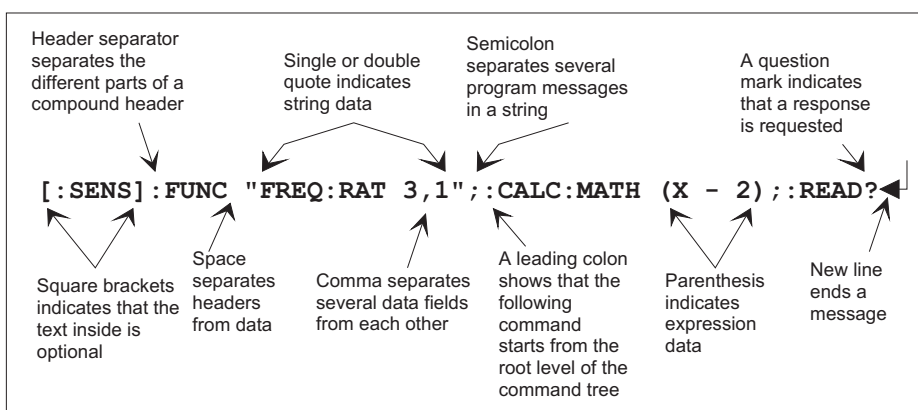 Header separator
separates the
different parts of a
compound header
Single or double
quote indicates
string data
Semicolon
separates several
program messages
in a string
A question
mark indicates
that a response
is requested
[:SENS]:FUNC "FREQ:RAT 3,1";:CALC:MATH (X - 2);:READ?
Square brackets
indicates that the
text inside is
optional
Space
separates
headers
from data
Comma separates
several data fields
from each other
A leading colon
shows that the
following
command
starts from the
root level of the
command tree
Parenthesis
indicates
expression
data
New line
ends a
message